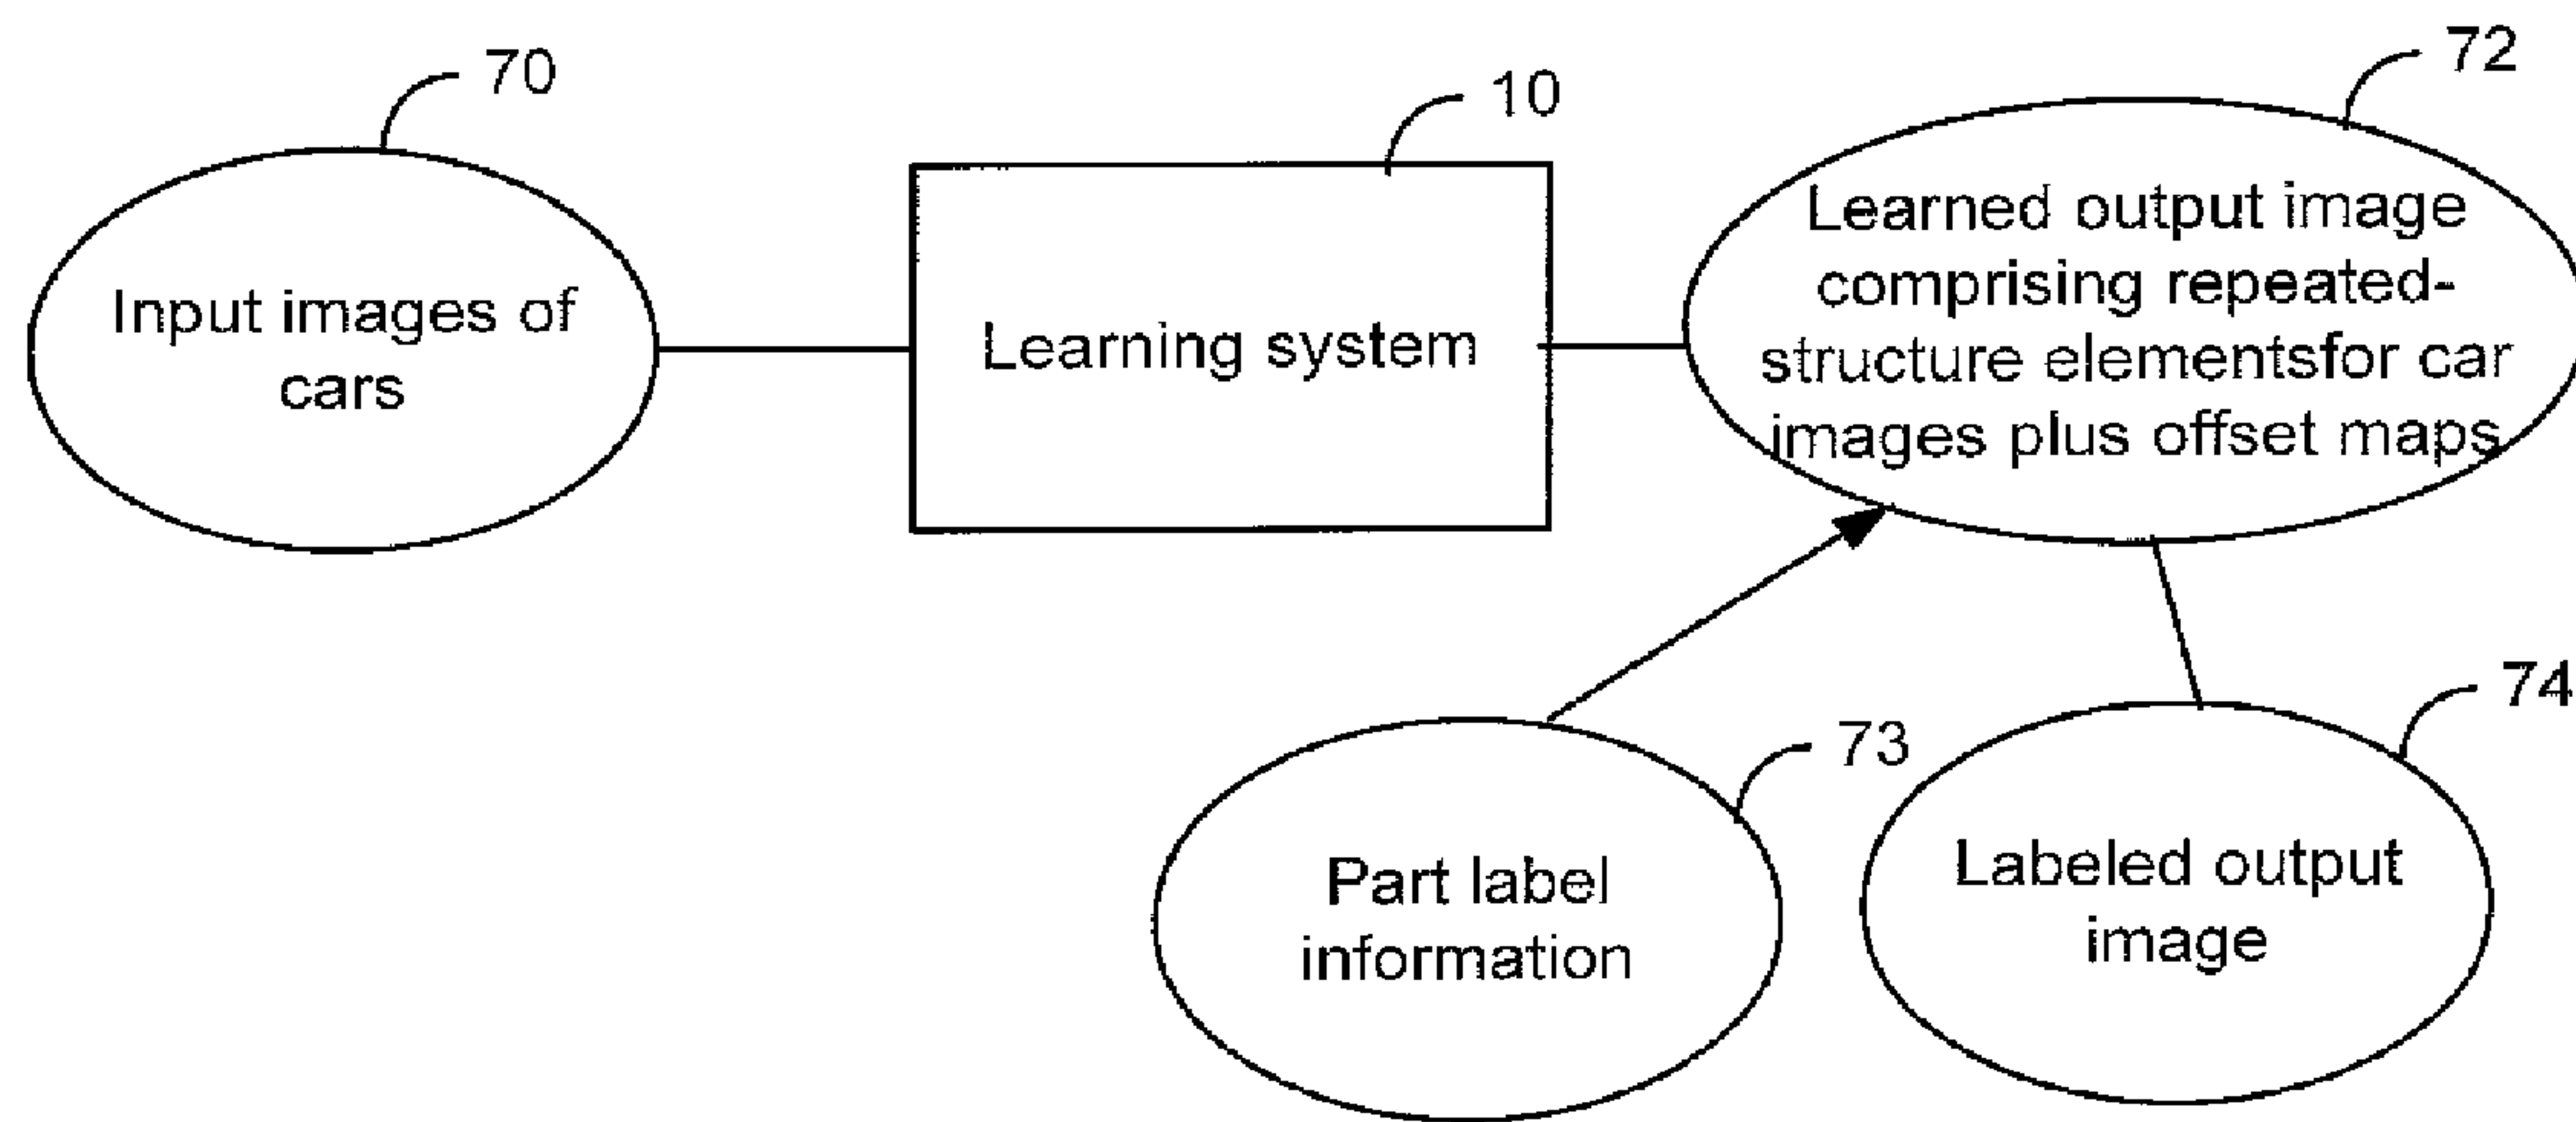 70
Input images of
cars
10
Learning system
72
Learned output image
comprising repeated-
structure elementsfor car
images plus offset maps
73
Part label
information
74
Labeled output
image